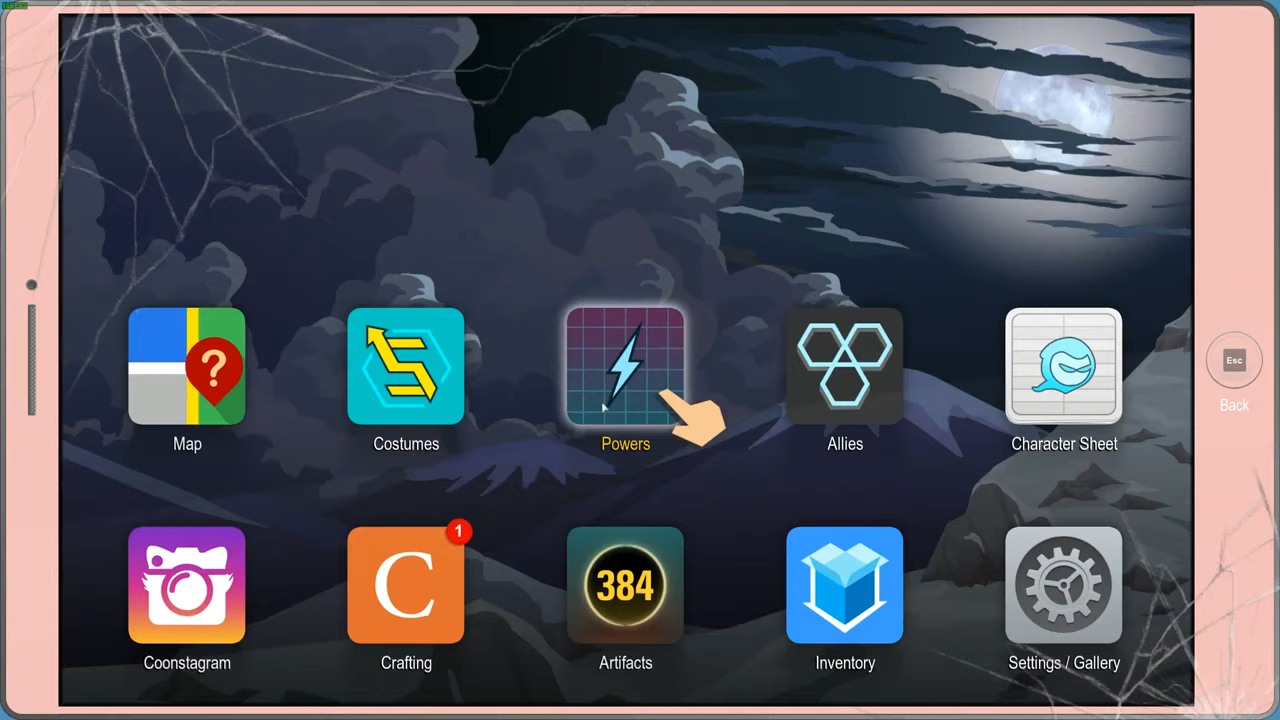 Map
Costumes
Powers
Allies
Character Sheet
Esc
Back
1
C
384
Coonstagram
Crafting
Artifacts
Inventory
Settings / Gallery